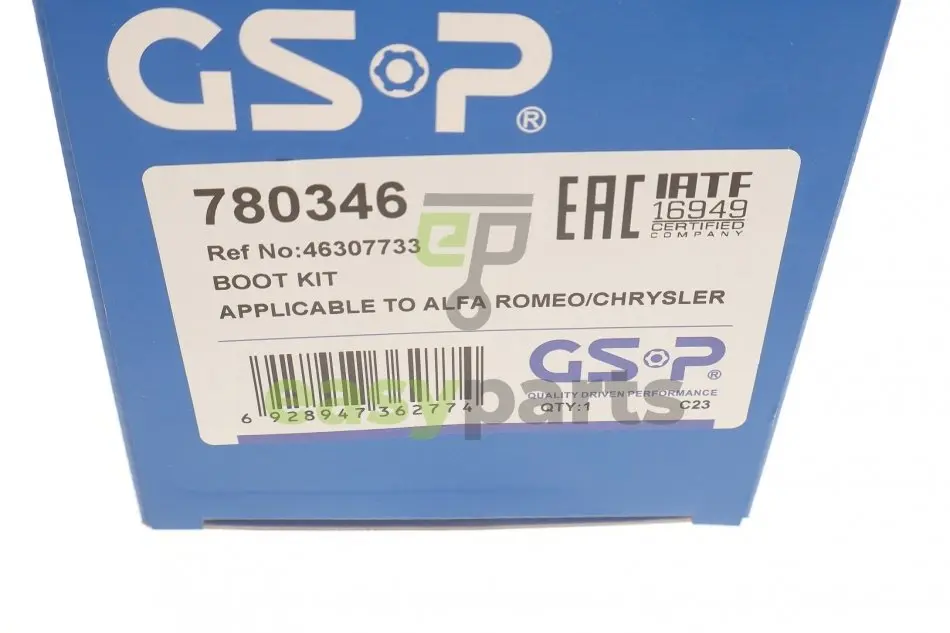 GSP®
780346
Ref No:46307733
BOOT KIT
APPLICABLE TO ALFA ROMEO/CHRYSLER
EAC
IATF
16949
CERTIFIED
COMPANY
6 928947 362774
GSP®
QUALITY DRIVEN PERFORMANCE
QTY:1 C23
ep
easyparts